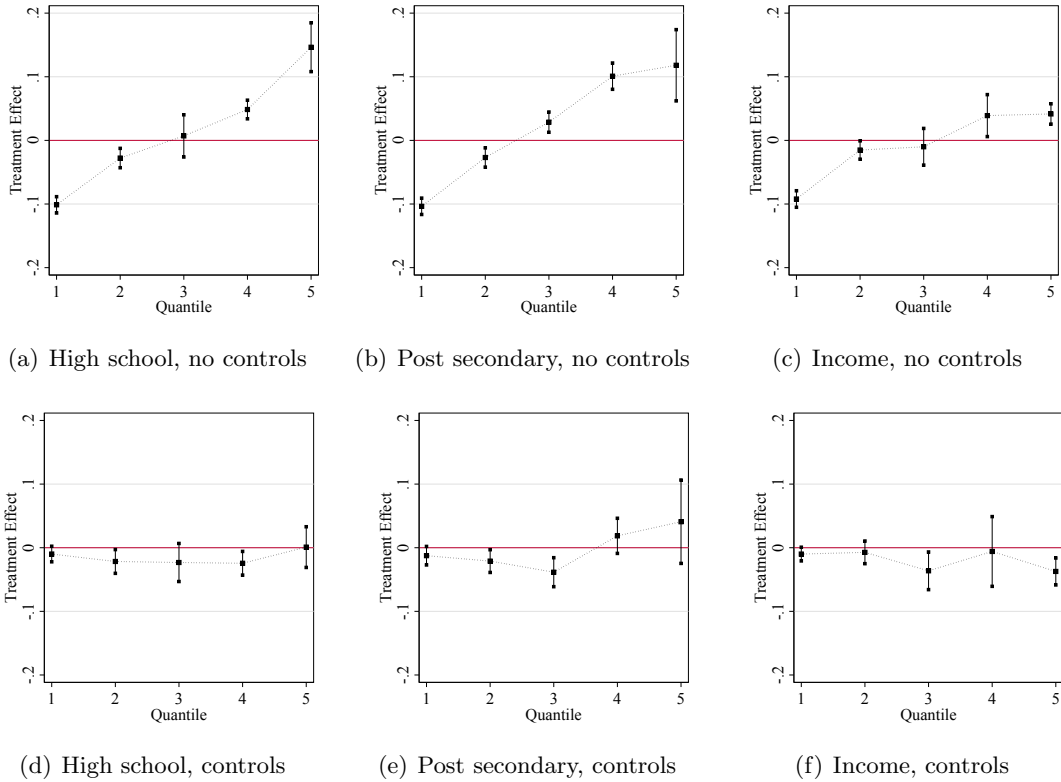 .2
.1
0
-.1
-.2
Treatment Effect
1 2 3 4 5
Quantile
(a) High school, no controls
.2
.1
0
-.1
-.2
Treatment Effect
1 2 3 4 5
Quantile
(b) Post secondary, no controls
.2
.1
0
-.1
-.2
Treatment Effect
1 2 3 4 5
Quantile
(c) Income, no controls
.2
.1
0
-.1
-.2
Treatment Effect
1 2 3 4 5
Quantile
(d) High school, controls
.2
.1
0
-.1
-.2
Treatment Effect
1 2 3 4 5
Quantile
(e) Post secondary, controls
.2
.1
0
-.1
-.2
Treatment Effect
1 2 3 4 5
Quantile
(f) Income, controls